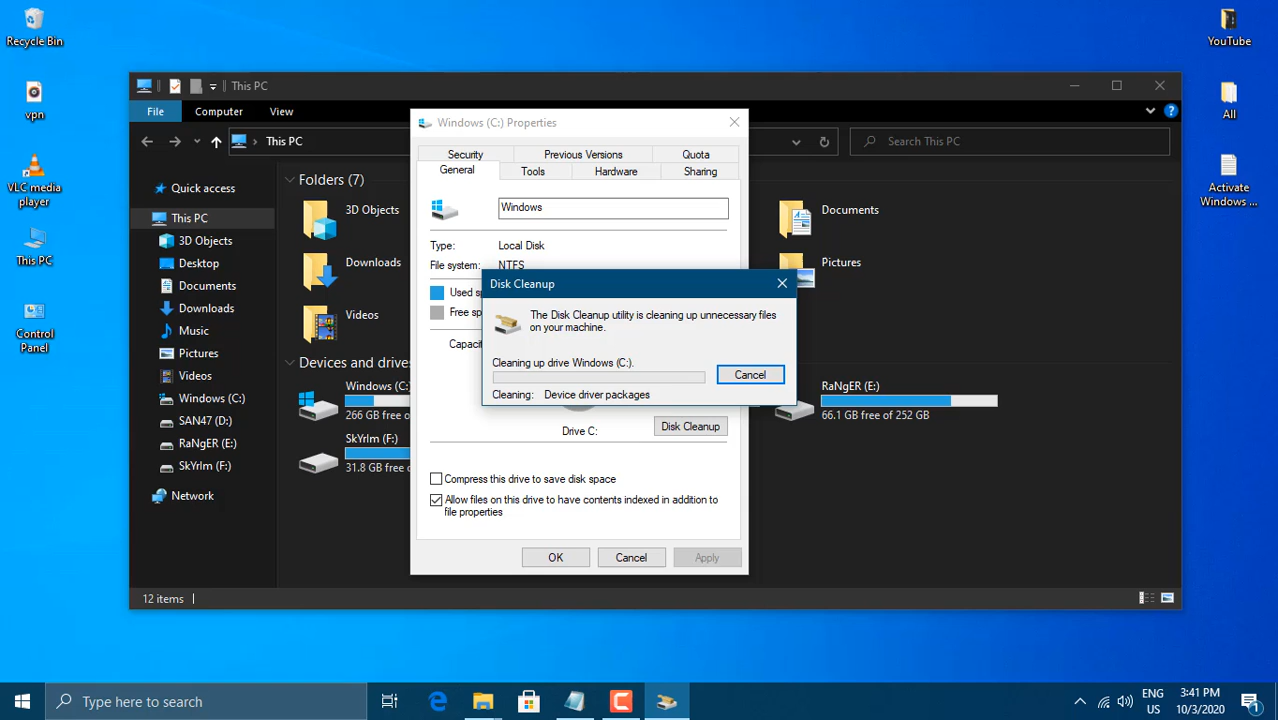 Recycle Bin
vpn
VLC media
player
This PC
Control
Panel
YouTube
All
Activate
Windows ...
This PC
File
Computer
View
This PC
Search This PC
Quick access
This PC
3D Objects
Desktop
Documents
Downloads
Music
Pictures
Videos
Windows (C:)
SAN47 (D:)
RaNgER (E:)
SkYrIm (F:)
Network
Folders (7)
3D Objects
Downloads
Videos
Documents
Pictures
Devices and drive
Windows (C:
266 GB free o
SkYrIm (F:)
31.8 GB free o
RaNgER (E:)
66.1 GB free of 252 GB
12 items
Windows (C:) Properties
Security
Previous Versions
Quota
General
Tools
Hardware
Sharing
Windows
Type:
Local Disk
File system:
NTFS
Used s
Free sp
Capaci
Drive C:
Disk Cleanup
Compress this drive to save disk space
Allow files on this drive to have contents indexed in addition to
file properties
OK
Cancel
Apply
Disk Cleanup
The Disk Cleanup utility is cleaning up unnecessary files
on your machine.
Cleaning up drive Windows (C:).
Cancel
Cleaning: Device driver packages
Type here to search
ENG
US
3:41 PM
10/3/2020
1